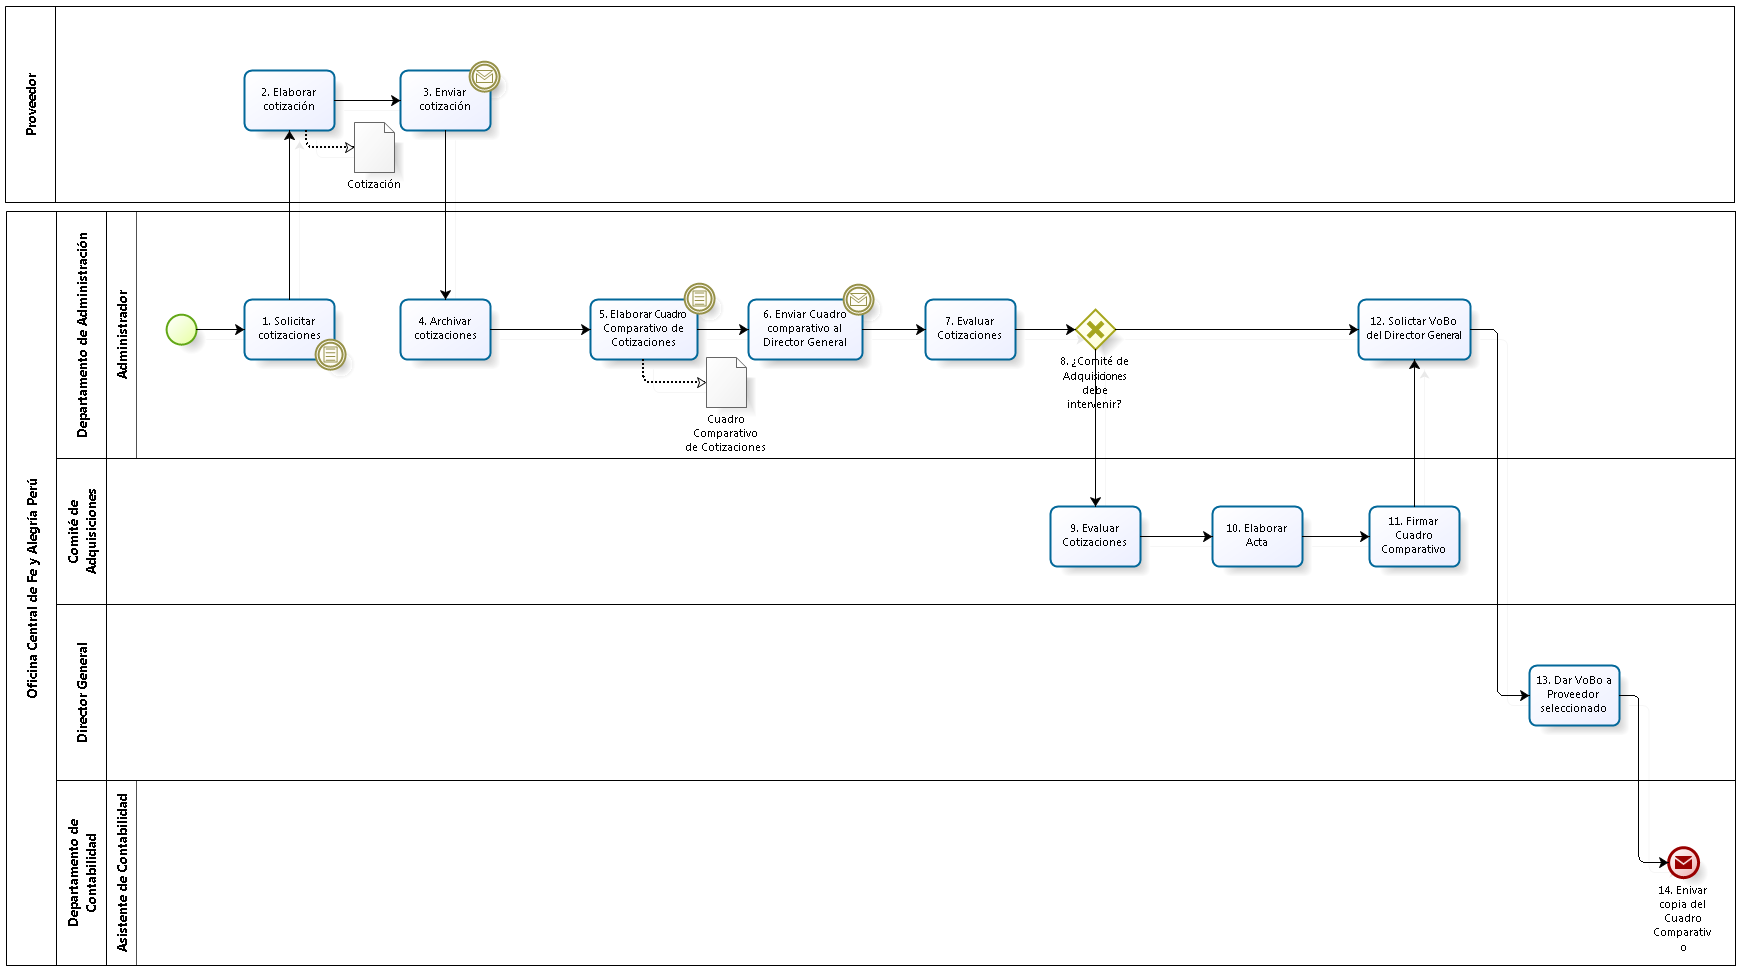 Proveedor
2. Elaborar
cotización
3. Enviar
cotización
Cotización
Oficina Central de Fe y Alegría Perú
Departamento de Administración
Administrador
1. Solicitar
cotizaciones
4. Archivar
cotizaciones
5. Elaborar Cuadro
Comparativo de
Cotizaciones
Cuadro
Comparativo
de Cotizaciones
6. Enviar Cuadro
comparativo al
Director General
7. Evaluar
Cotizaciones
8. ¿Comité de
Adquisiciones
debe
intervenir?
12. Solictar VoBo
del Director General
Comité de
Adquisiciones
9. Evaluar
Cotizaciones
10. Elaborar
Acta
11. Firmar
Cuadro
Comparativo
Director General
13. Dar VoBo a
Proveedor
seleccionado
Departamento de
Contabilidad
Asistente de Contabilidad
14. Enivar
copia del
Cuadro
Comparativ
o